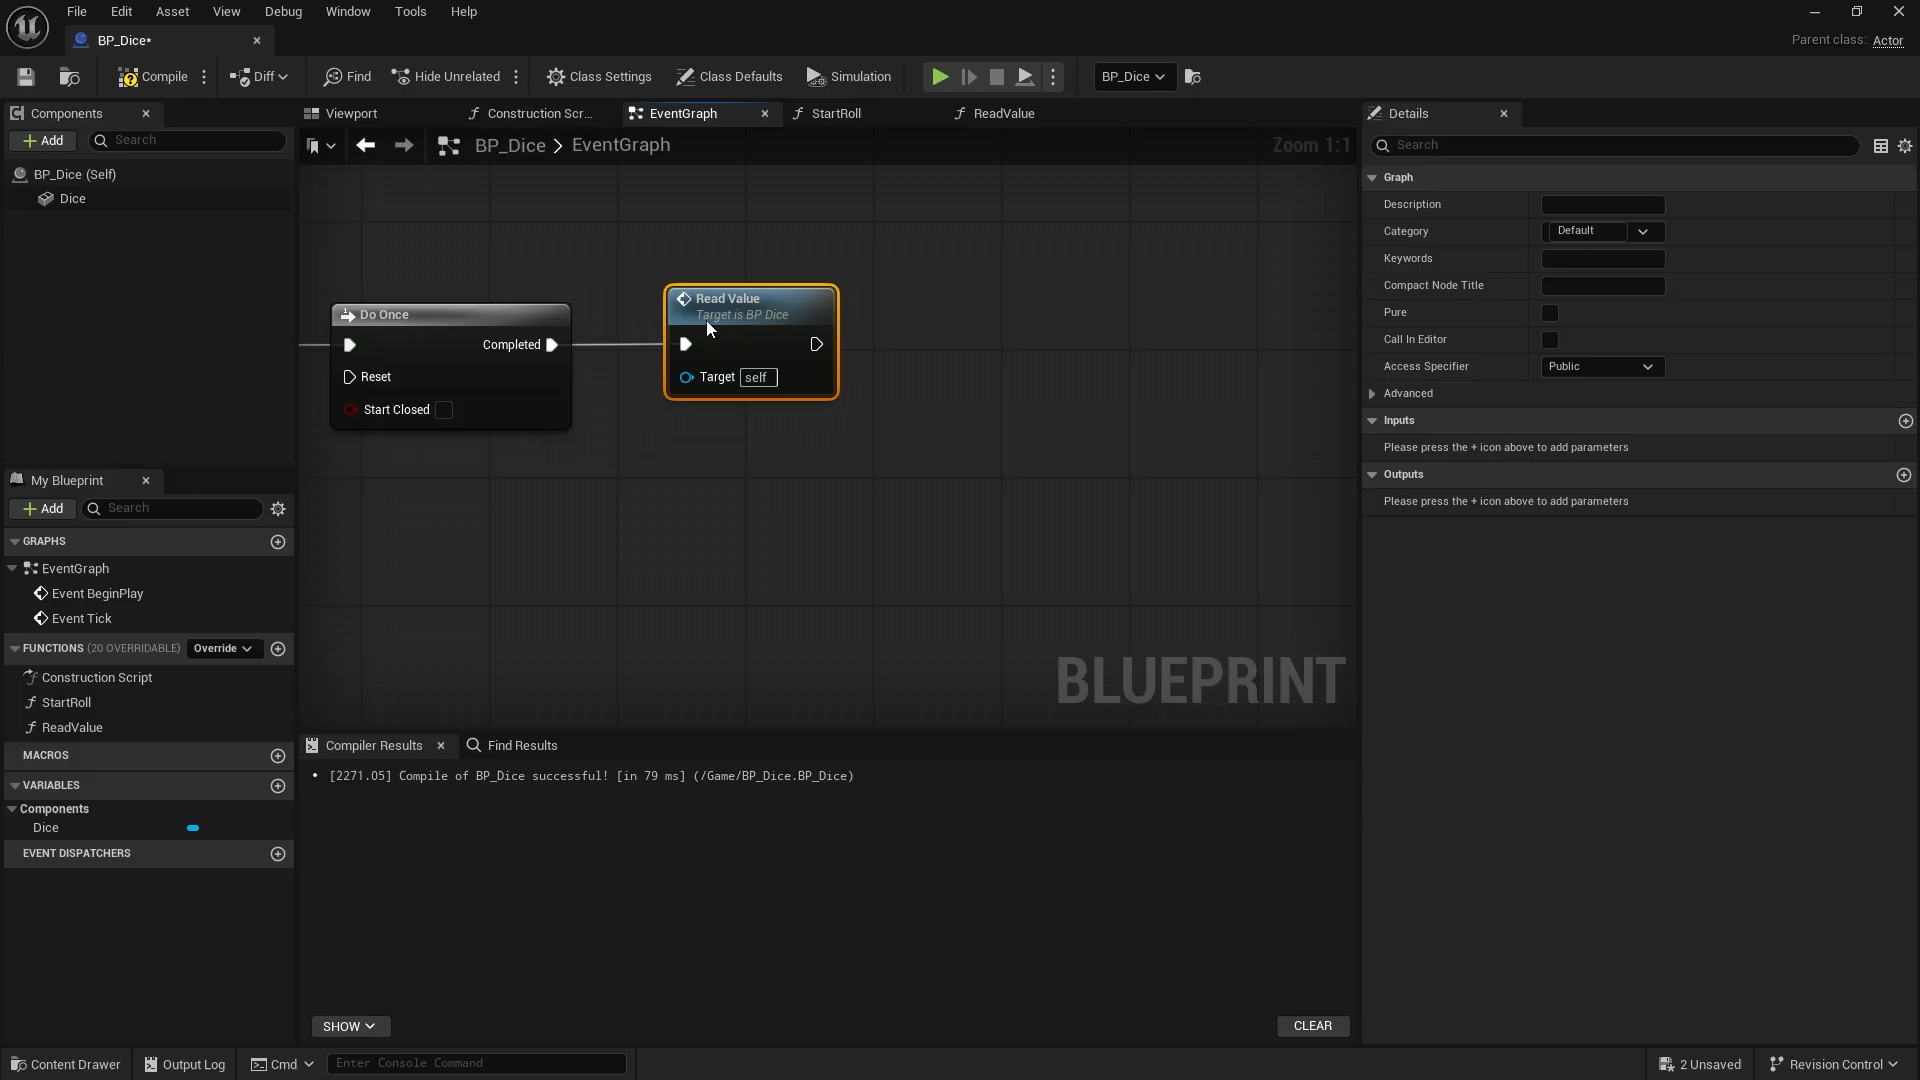 File Edit Asset View Debug Window Tools Help
BP_Dice*
Parent class: Actor
Compile Diff Find Hide Unrelated Class Settings Class Defaults Simulation BP_Dice
Components
Add Search
BP_Dice (Self)
Dice
My Blueprint
Add Search
GRAPHS
EventGraph
Event BeginPlay
Event Tick
FUNCTIONS (20 OVERRIDABLE) Override
Construction Script
StartRoll
ReadValue
MACROS
VARIABLES
Components
Dice
EVENT DISPATCHERS
Viewport Construction Scr... EventGraph StartRoll ReadValue
BP_Dice > EventGraph Zoom 1:1
Do Once
Completed
Reset
Start Closed
Read Value
Target is BP Dice
Target self
BLUEPRINT
Compiler Results Find Results
• [2271.05] Compile of BP_Dice successful! [in 79 ms] (/Game/BP_Dice.BP_Dice)
SHOW CLEAR
Details
Search
Graph
Description
Category Default
Keywords
Compact Node Title
Pure
Call In Editor
Access Specifier Public
Advanced
Inputs
Please press the + icon above to add parameters
Outputs
Please press the + icon above to add parameters
Content Drawer Output Log Cmd Enter Console Command 2 Unsaved Revision Control